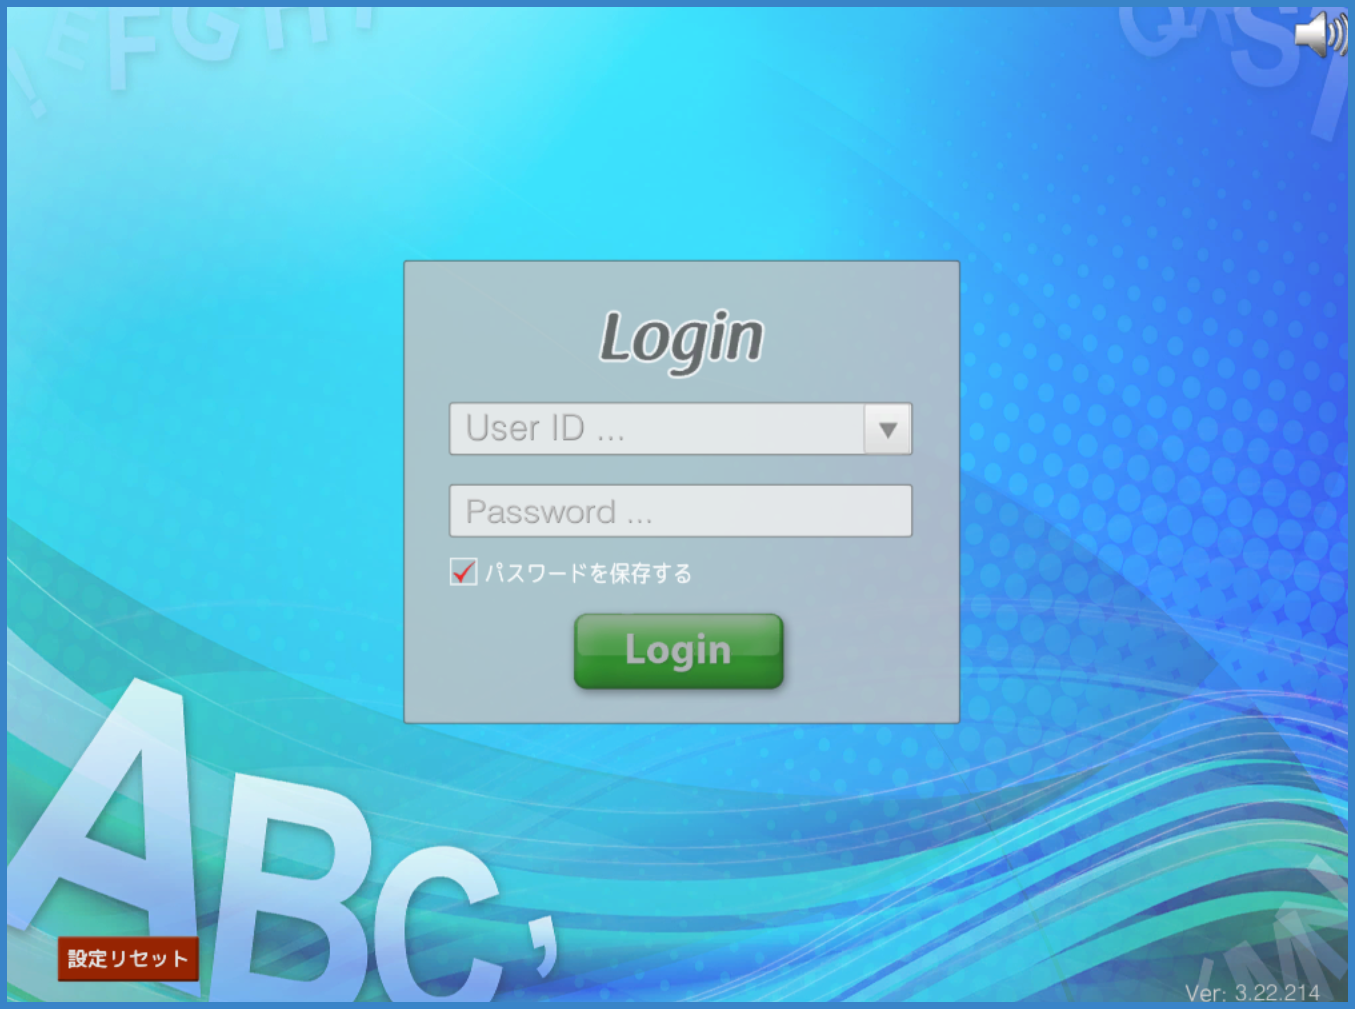 ! E F G H I
Q R S T
Login
User ID ...
Password ...
パスワードを保存する
Login
ABC,
設定リセット
Ver: 3.22.214